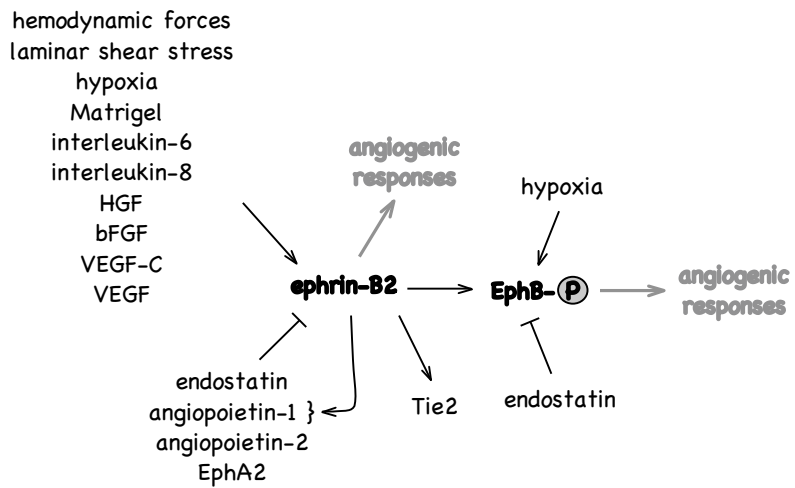 hemodynamic forces
laminar shear stress
hypoxia
Matrigel
interleukin-6
interleukin-8
HGF
bFGF
VEGF-C
VEGF
angiogenic
responses
hypoxia
ephrin-B2
EphB-P
angiogenic
responses
endostatin
angiopoietin-1 }
angiopoietin-2
EphA2
Tie2
endostatin